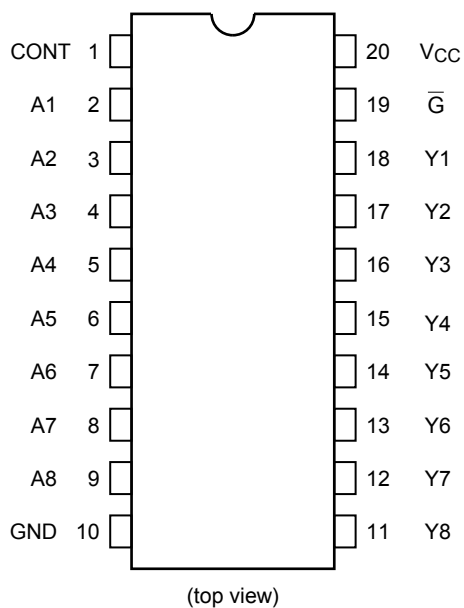 CONT 1 20 VCC
A1 2 19 G̅
A2 3 18 Y1
A3 4 17 Y2
A4 5 16 Y3
A5 6 15 Y4
A6 7 14 Y5
A7 8 13 Y6
A8 9 12 Y7
GND 10 11 Y8
(top view)